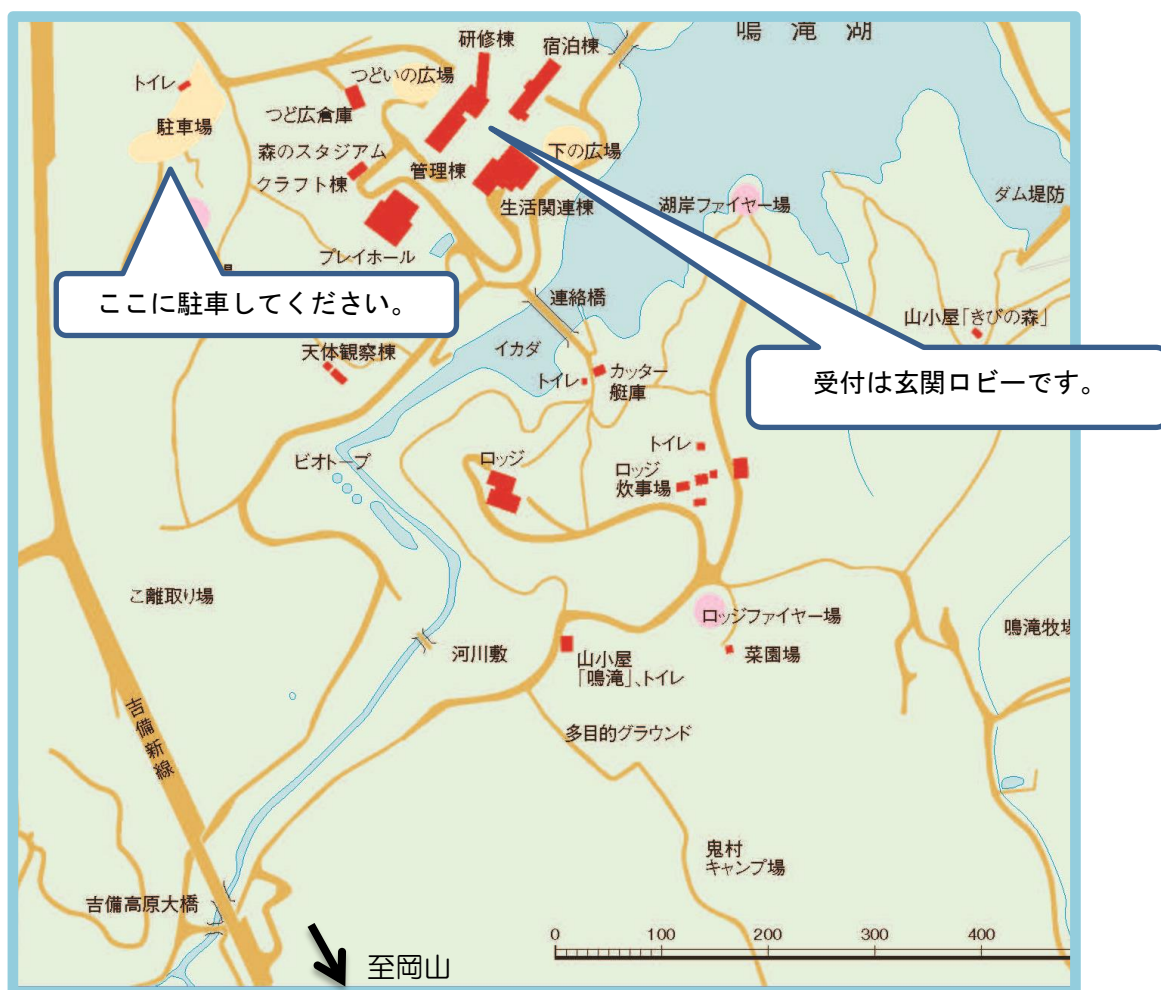 鳴滝湖
研修棟
宿泊棟
つどいの広場
トイレ
つど広倉庫
駐車場
森のスタジアム
クラフト棟
管理棟
下の広場
生活関連棟
湖岸ファイヤー場
ダム堤防
プレイホール
ここに駐車してください。
連絡橋
山小屋「きびの森」
イカダ
天体観察棟
トイレ
カッター
艇庫
受付は玄関ロビーです。
トイレ
ロッジ
ロッジ
炊事場
ビオトープ
こ離取り場
ロッジファイヤー場
鳴滝牧場
河川敷
山小屋
「鳴滝」、トイレ
菜園場
吉備新線
多目的グラウンド
鬼村
キャンプ場
吉備高原大橋
0 100 200 300 400
至岡山